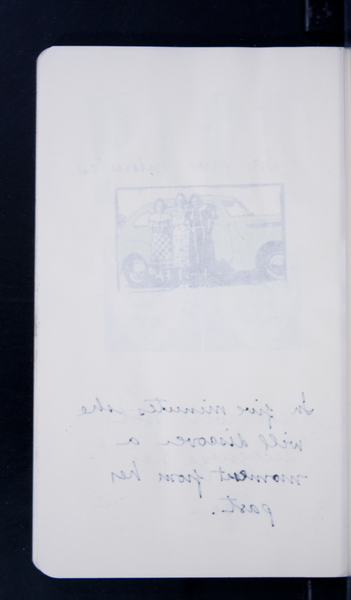 In five minutes she
will discover a
moment from her
past.